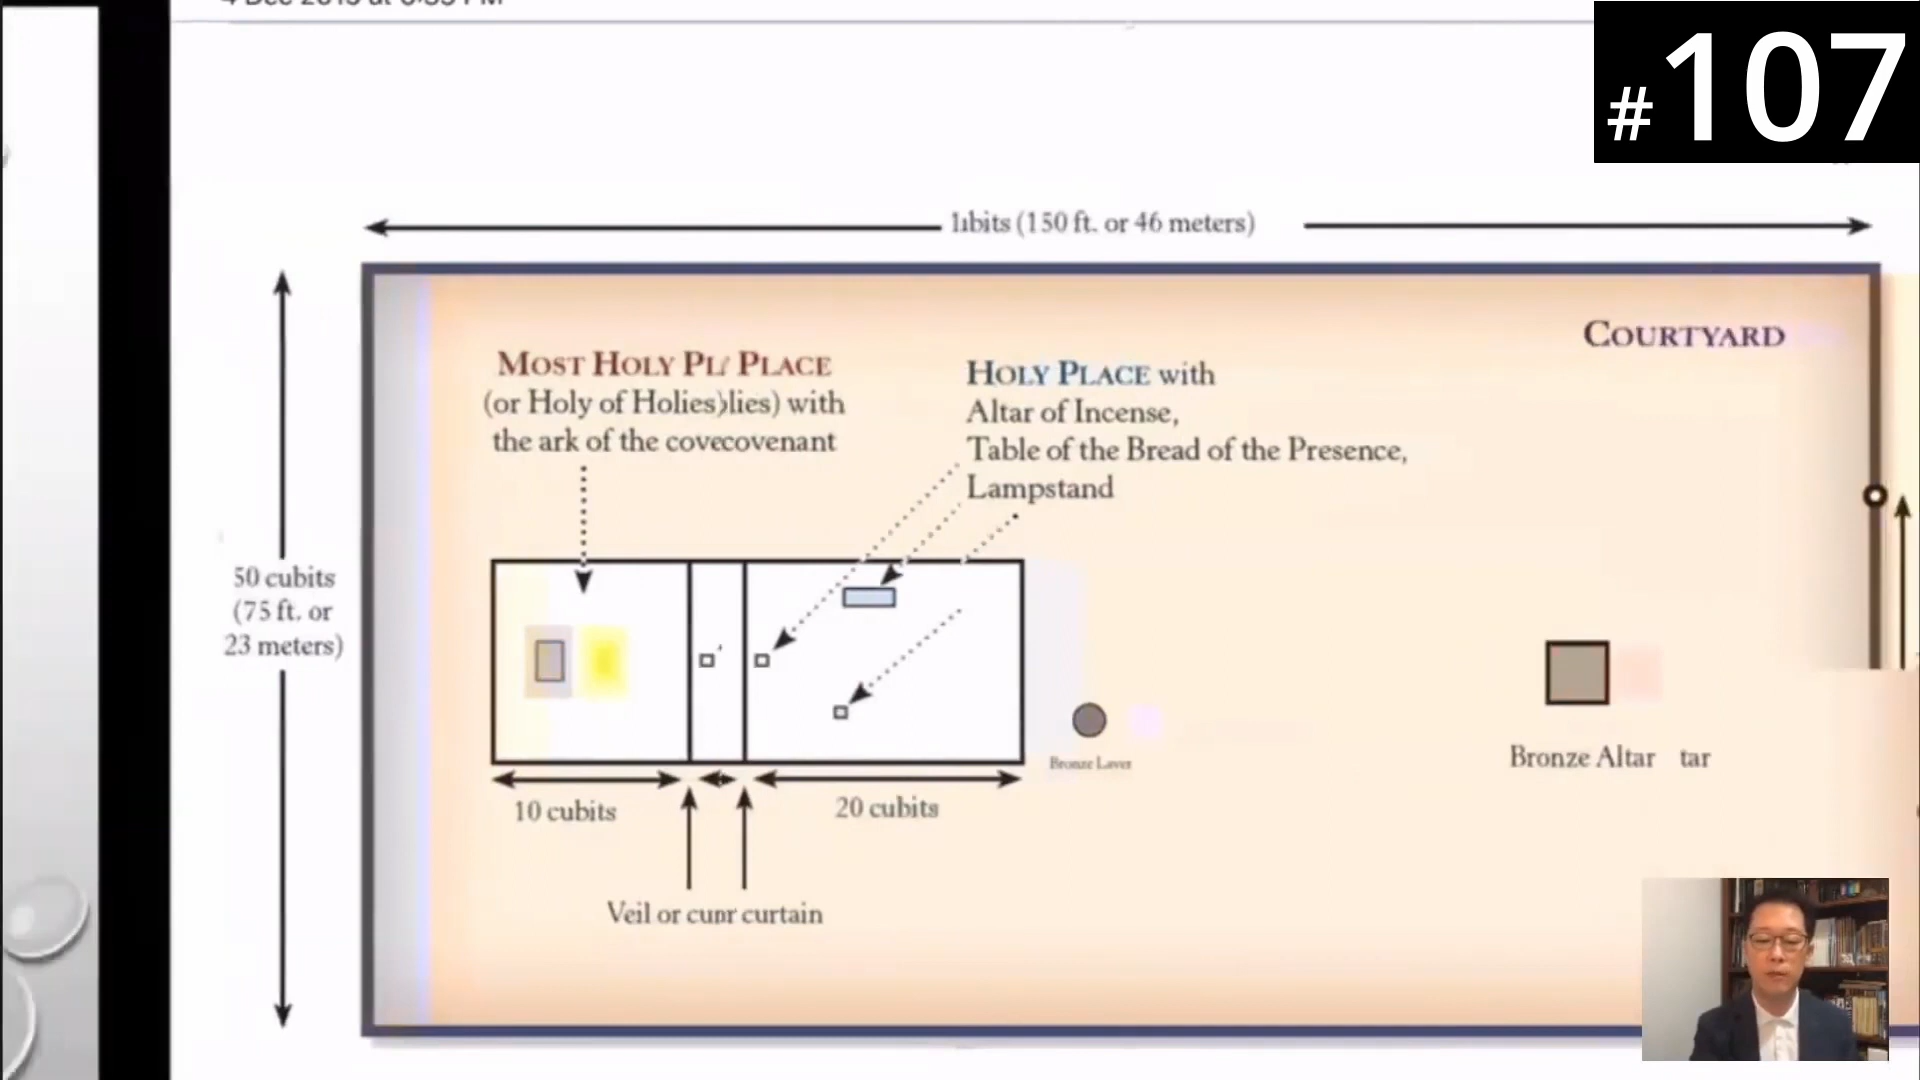 #107
(150 ft. or 46 meters)
COURTYARD
MOST HOLY PL PLACE
(or Holy of Holies)lies) with
the ark of the covecovenant
HOLY PLACE with
Altar of Incense,
Table of the Bread of the Presence,
Lampstand
50 cubits
(75 ft. or
23 meters)
Bronze Laver
Bronze Altar tar
10 cubits
20 cubits
Veil or curtain